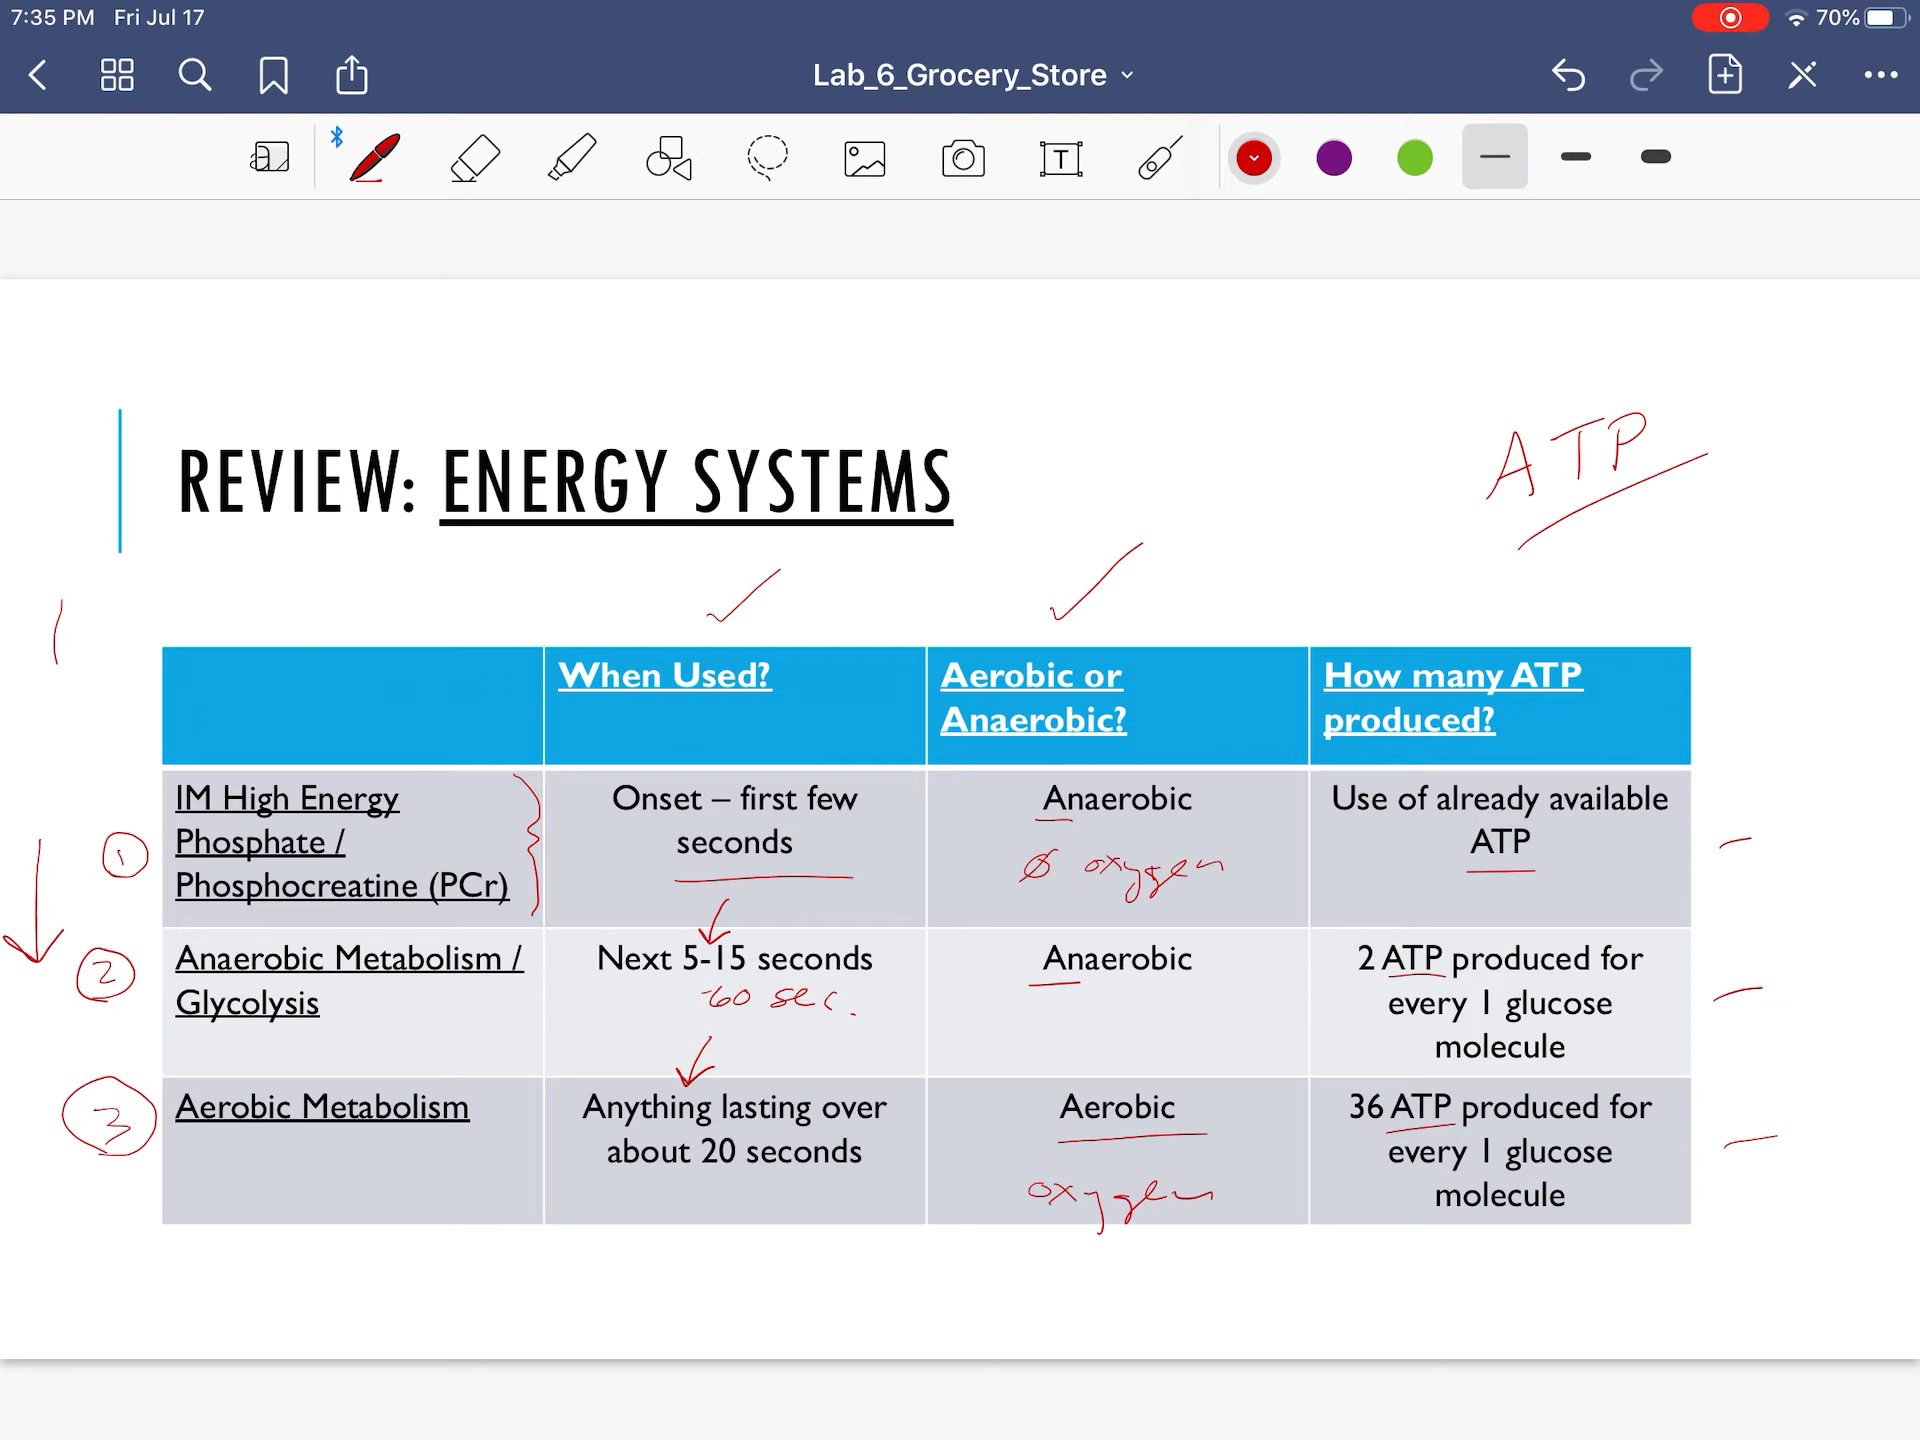 7:35 PM Fri Jul 17
70%
Lab_6_Grocery_Store
a
T
REVIEW: ENERGY SYSTEMS
ATP
When Used?
Aerobic or
Anaerobic?
How many ATP
produced?
①
IM High Energy
Phosphate /
Phosphocreatine (PCr)
Onset – first few
seconds
Anaerobic
Ø oxygen
Use of already available
ATP
②
Anaerobic Metabolism /
Glycolysis
Next 5-15 seconds
-60 sec.
Anaerobic
2 ATP produced for
every 1 glucose
molecule
③
Aerobic Metabolism
Anything lasting over
about 20 seconds
Aerobic
oxygen
36 ATP produced for
every 1 glucose
molecule